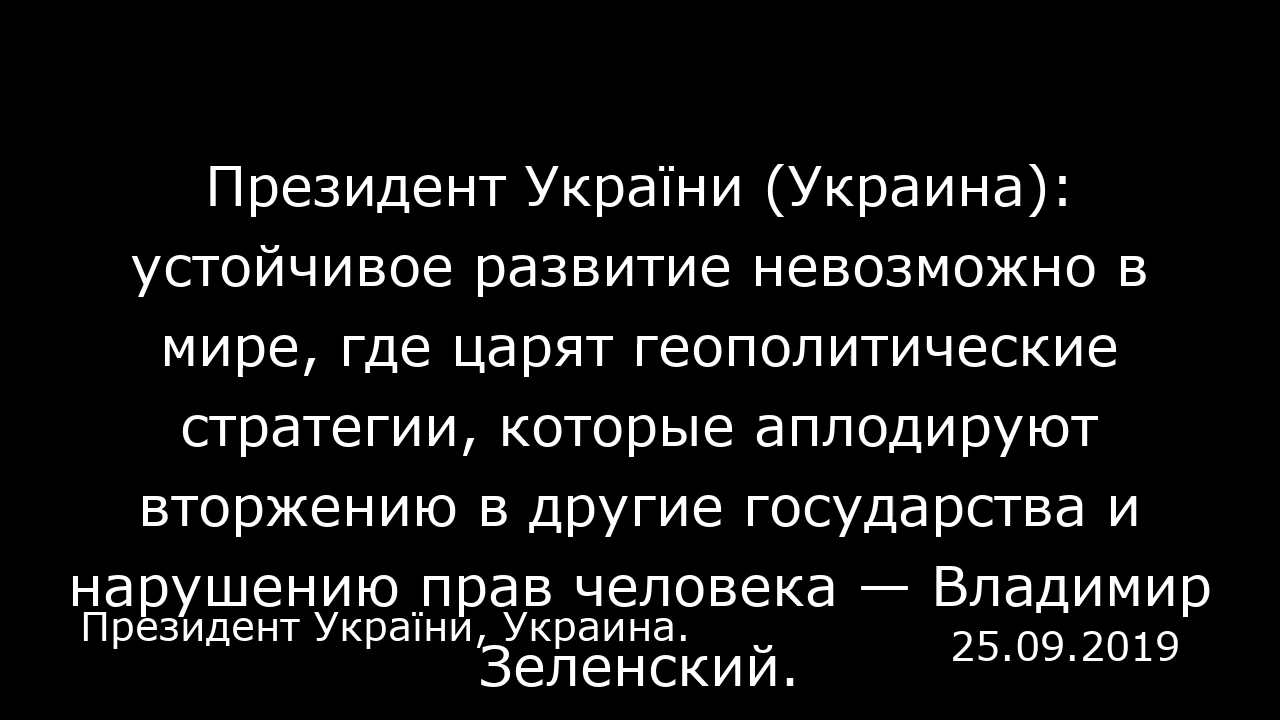 Президент України (Украина):
устойчивое развитие невозможно в
мире, где царят геополитические
стратегии, которые аплодируют
вторжению в другие государства и
нарушению прав человека — Владимир
Зеленский.
Президент України, Украина.
25.09.2019